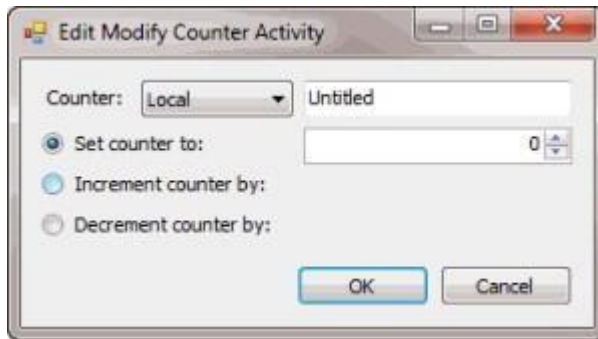 Edit Modify Counter Activity
Counter: Local Untitled
Set counter to: 0
Increment counter by:
Decrement counter by:
OK Cancel